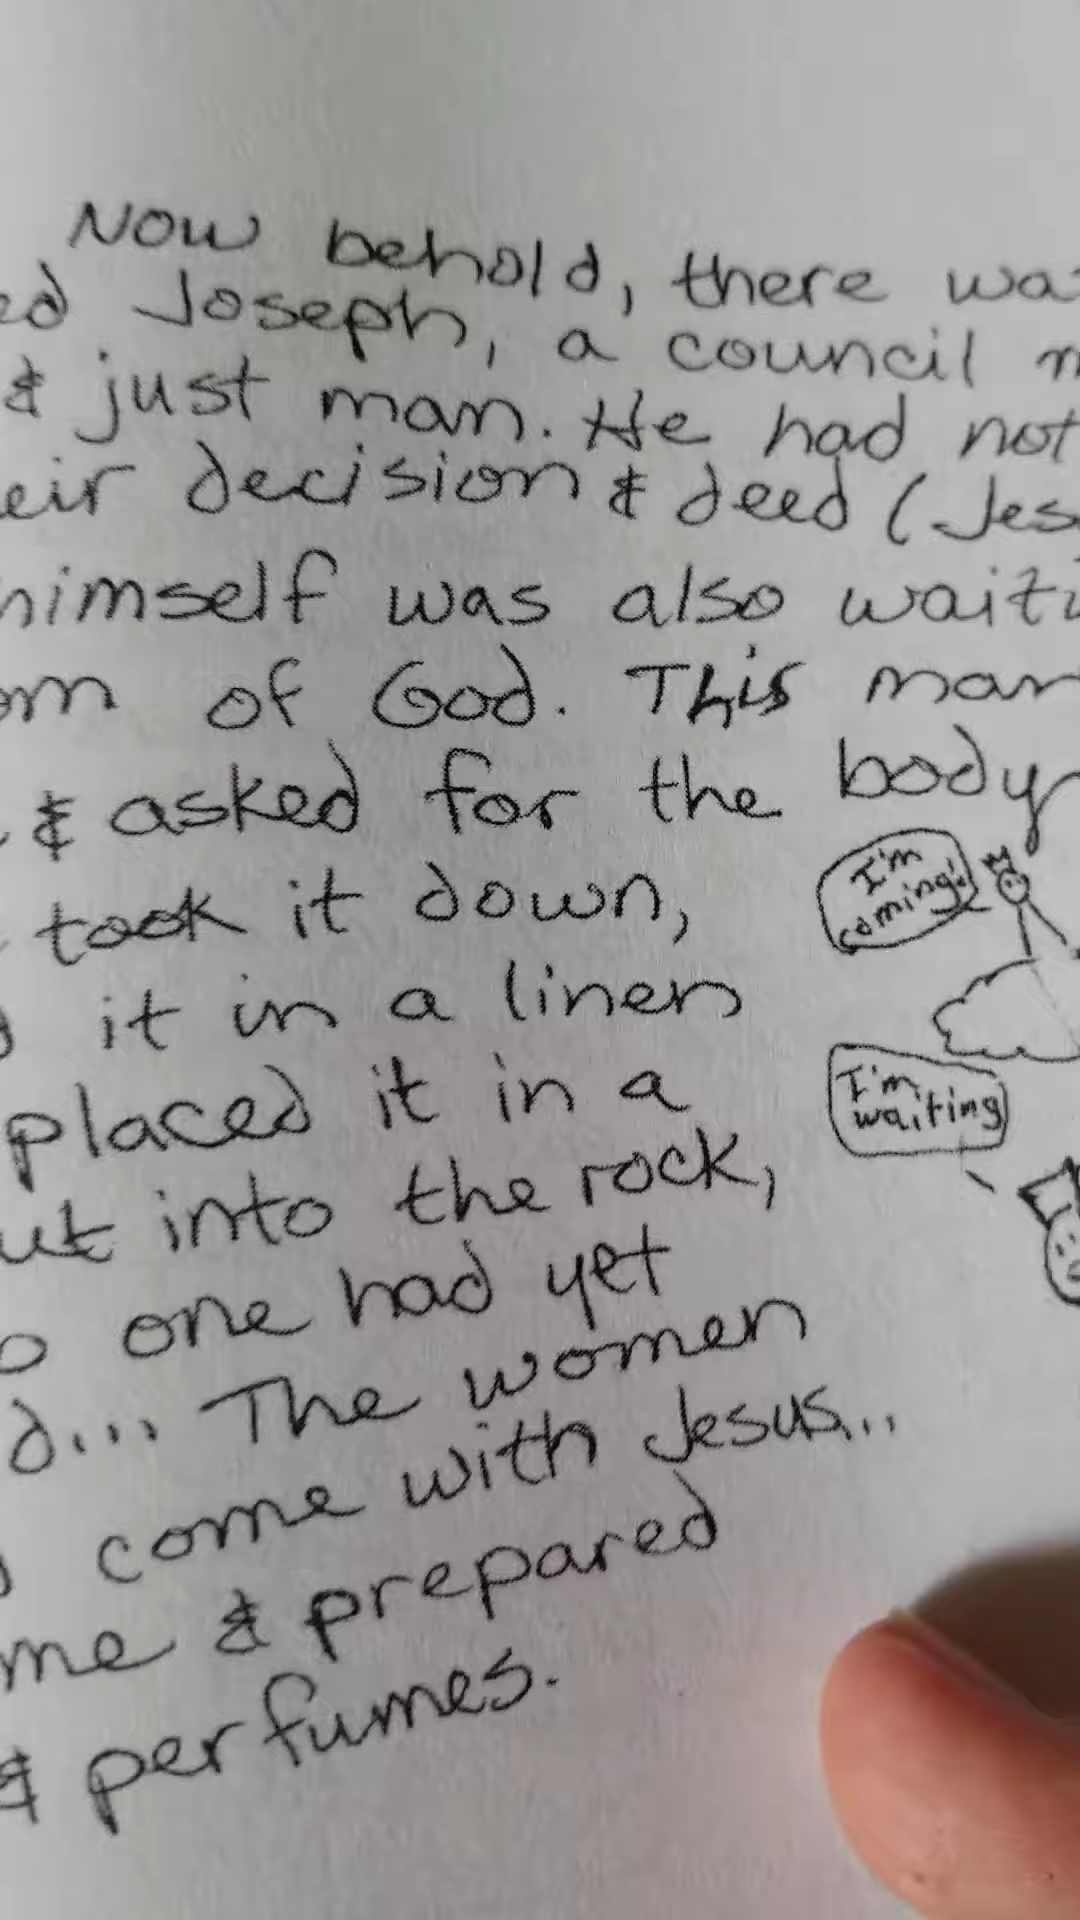 Now behold, there wa
ed Joseph, a council m
& just man. He had not
eir decision & deed (Jes
himself was also waiti
om of God. This man
& asked for the body
took it down,
I'm
coming!
it in a linen
I'm
waiting
placed it in a
ut into the rock,
o one had yet
d... The women
come with Jesus...
me & prepared
& perfumes.